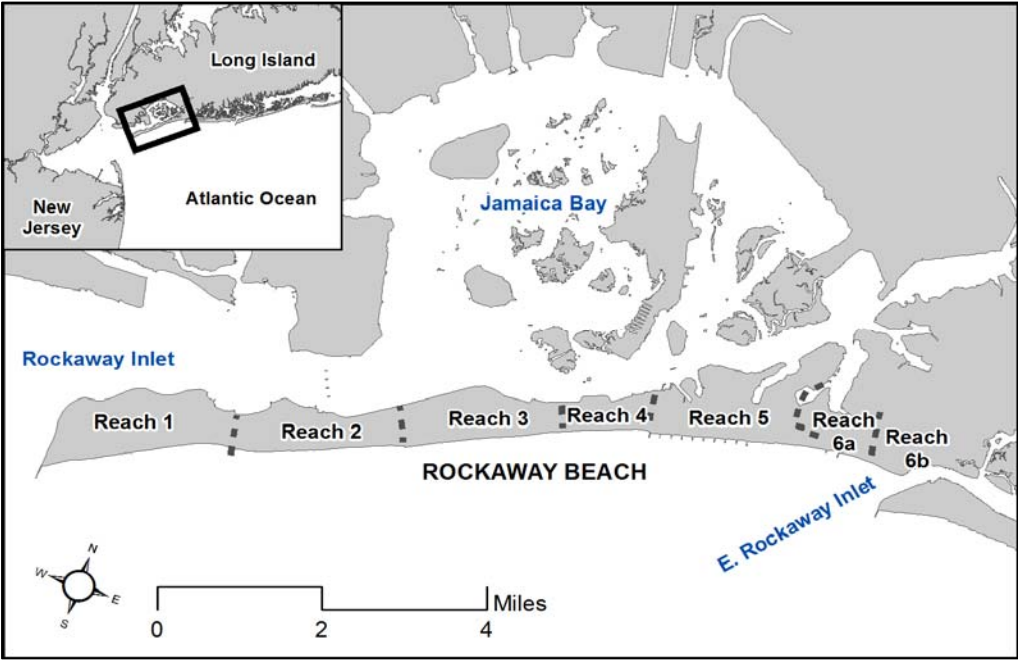 Long Island
Atlantic Ocean
New
Jersey
Jamaica Bay
Rockaway Inlet
Reach 1
Reach 2
Reach 3
Reach 4
Reach 5
Reach
6a
Reach
6b
ROCKAWAY BEACH
E. Rockaway Inlet
N
W
E
S
Miles
0
2
4